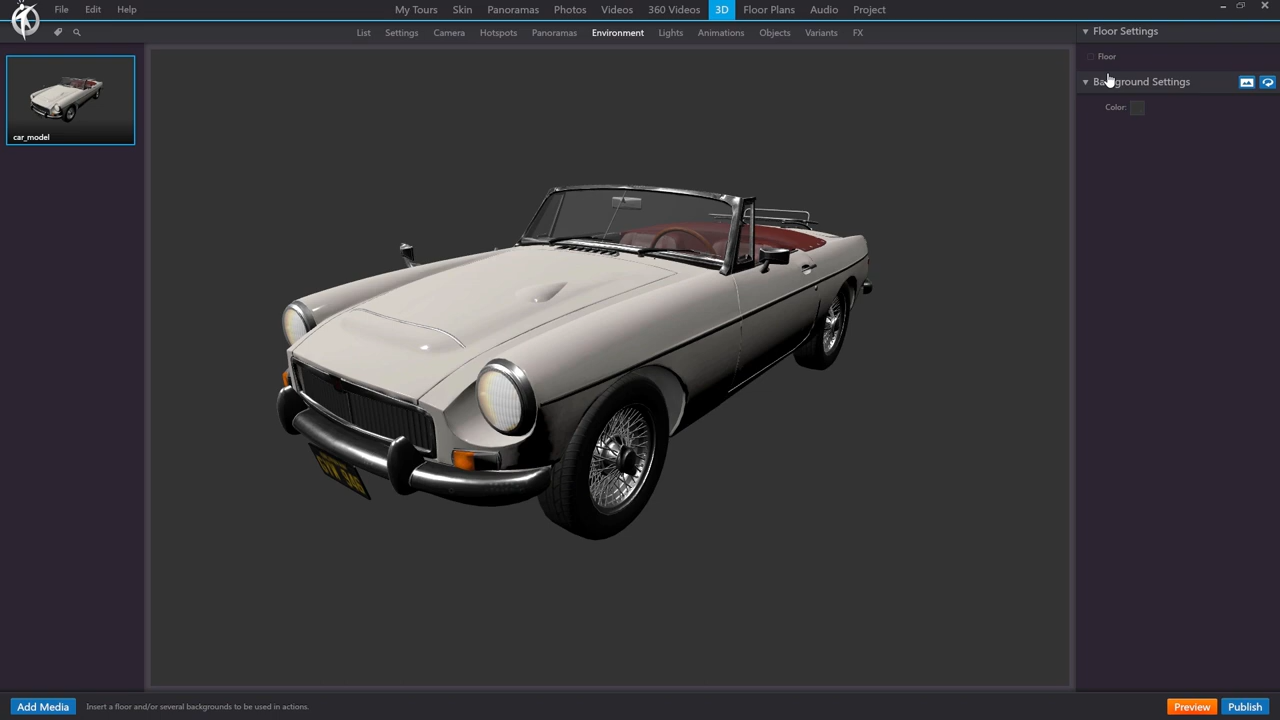 File Edit Help
My Tours Skin Panoramas Photos Videos 360 Videos 3D Floor Plans Audio Project
List Settings Camera Hotspots Panoramas Environment Lights Animations Objects Variants FX
Floor Settings
Floor
Background Settings
Color:
car_model
Add Media Insert a floor and/or several backgrounds to be used in actions. Preview Publish